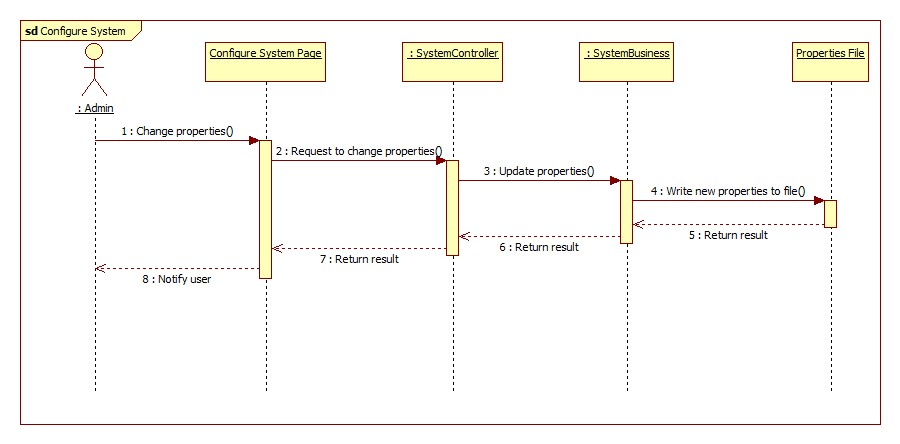 sd Configure System
Configure System Page
: SystemController
: SystemBusiness
Properties File
: Admin
1 : Change properties()
2 : Request to change properties()
3 : Update properties()
4 : Write new properties to file()
5 : Return result
6 : Return result
7 : Return result
8 : Notify user